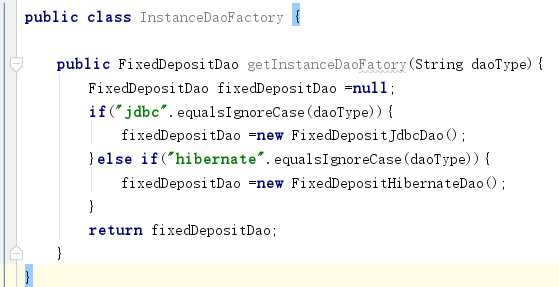 public class InstanceDaoFactory {
public FixedDepositDao getInstanceDaoFatory(String daoType){
FixedDepositDao fixedDepositDao =null;
if("jdbc".equalsIgnoreCase(daoType)){
fixedDepositDao =new FixedDepositJdbcDao();
}else if("hibernate".equalsIgnoreCase(daoType)){
fixedDepositDao =new FixedDepositHibernateDao();
}
return fixedDepositDao;
}
}